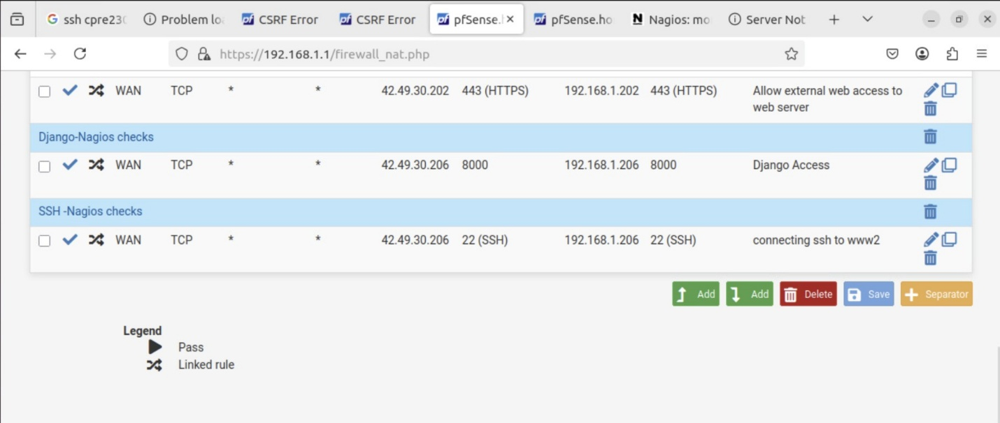 ssh cpre230
Problem lo
CSRF Error
CSRF Error
pfSense.
pfSense.ho
Nagios: mo
Server Not
https://192.168.1.1/firewall_nat.php
WAN TCP * * 42.49.30.202 443 (HTTPS) 192.168.1.202 443 (HTTPS) Allow external web access to
web server
Django-Nagios checks
WAN TCP * * 42.49.30.206 8000 192.168.1.206 8000 Django Access
SSH -Nagios checks
WAN TCP * * 42.49.30.206 22 (SSH) 192.168.1.206 22 (SSH) connecting ssh to www2
Add Add Delete Save Separator
Legend
Pass
Linked rule